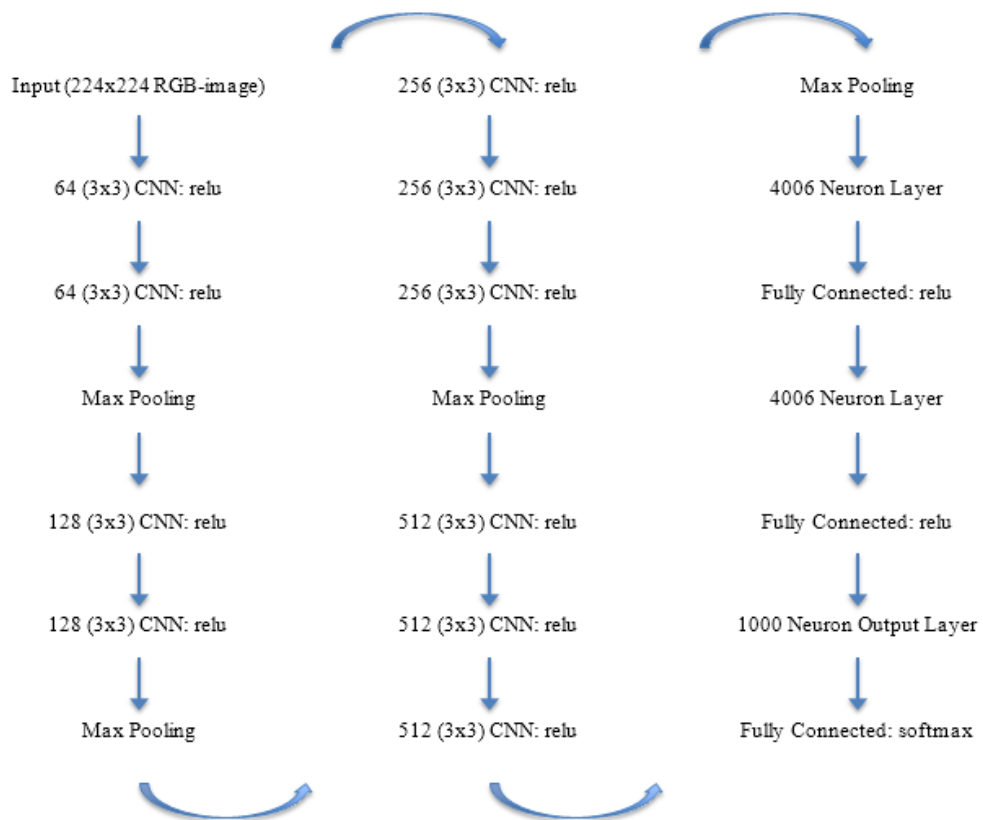 Input (224x224 RGB-image)
64 (3x3) CNN: relu
64 (3x3) CNN: relu
Max Pooling
128 (3x3) CNN: relu
128 (3x3) CNN: relu
Max Pooling
256 (3x3) CNN: relu
256 (3x3) CNN: relu
256 (3x3) CNN: relu
Max Pooling
512 (3x3) CNN: relu
512 (3x3) CNN: relu
512 (3x3) CNN: relu
Max Pooling
4006 Neuron Layer
Fully Connected: relu
4006 Neuron Layer
Fully Connected: relu
1000 Neuron Output Layer
Fully Connected: softmax